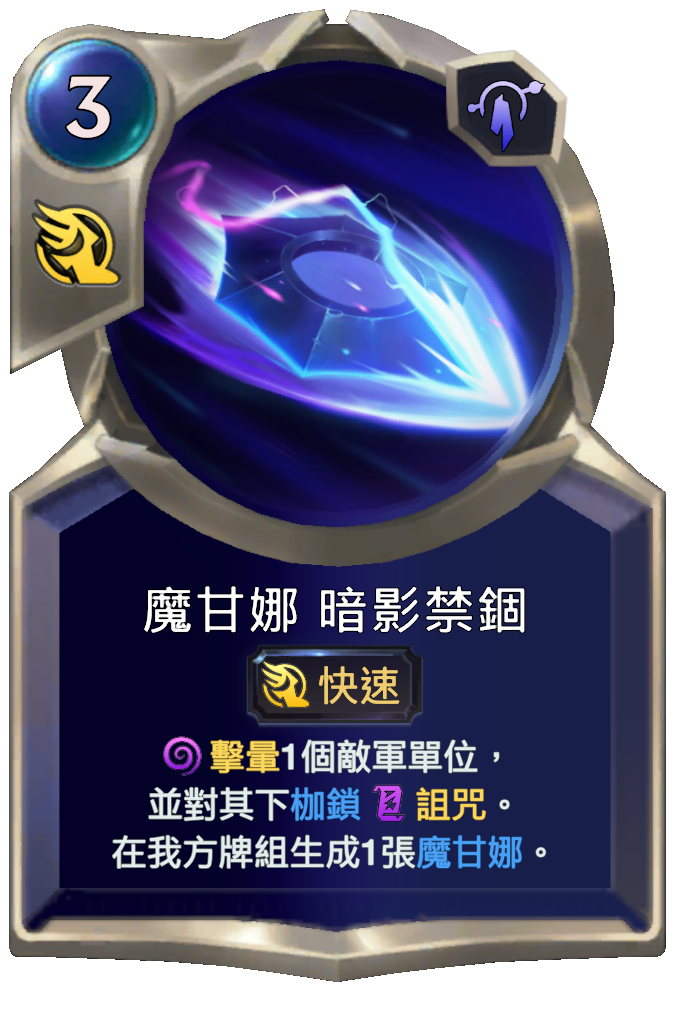 3
魔甘娜 暗影禁錮
快速
擊暈1個敵軍單位，
並對其下枷鎖 詛咒。
在我方牌組生成1張魔甘娜。